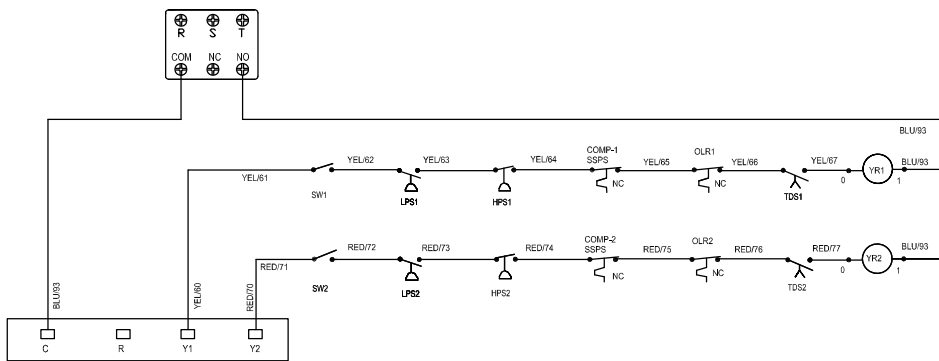 R S T
COM NC NO
BLU/93
COMP-1
SSPS
OLR1
YEL/61
YEL/62
YEL/63
YEL/64
YEL/65
YEL/66
YEL/67
BLU/93
YR1
SW1
LPS1
HPS1
NC
NC
TDS1
0
1
COMP-2
SSPS
OLR2
RED/71
RED/72
RED/73
RED/74
RED/75
RED/76
RED/77
BLU/93
YR2
SW2
LPS2
HPS2
NC
NC
TDS2
0
1
BLU/93
YEL/60
RED/70
C R Y1 Y2